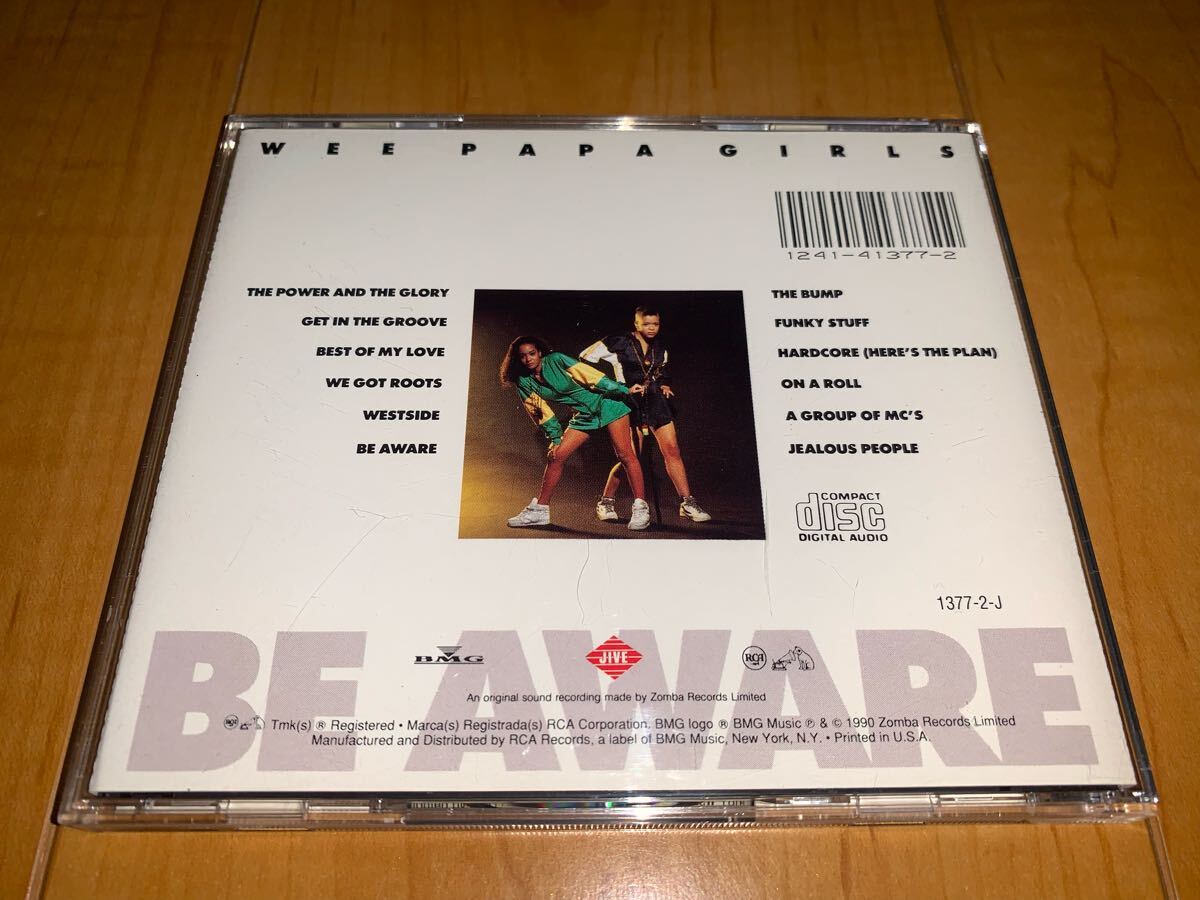 WEE PAPA GIRLS
1241-41377-2
THE POWER AND THE GLORY
GET IN THE GROOVE
BEST OF MY LOVE
WE GOT ROOTS
WESTSIDE
BE AWARE
THE BUMP
FUNKY STUFF
HARDCORE (HERE'S THE PLAN)
ON A ROLL
A GROUP OF MC'S
JEALOUS PEOPLE
COMPACT
disc
DIGITAL AUDIO
1377-2-J
BE AWARE
BMG
JIVE
RCA
An original sound recording made by Zomba Records Limited
RCA Tmk(s) ® Registered • Marca(s) Registrada(s) RCA Corporation. BMG logo ® BMG Music ℗ & © 1990 Zomba Records Limited
Manufactured and Distributed by RCA Records, a label of BMG Music, New York, N.Y. • Printed in U.S.A.